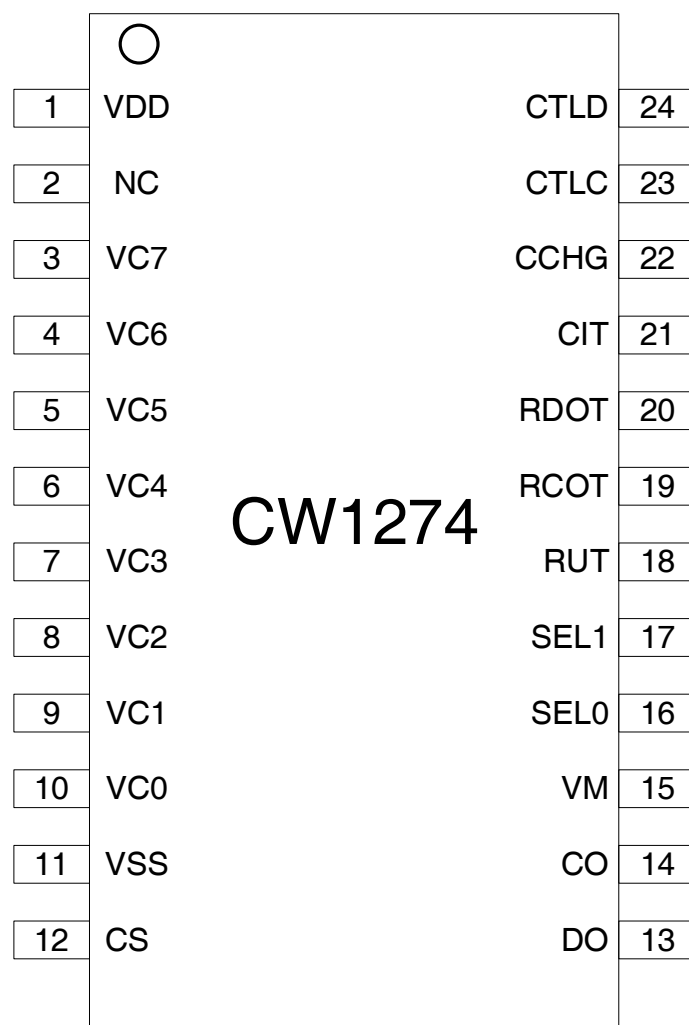 1 VDD CTLD 24
2 NC CTLC 23
3 VC7 CCHG 22
4 VC6 CIT 21
5 VC5 RDOT 20
6 VC4 RCOT 19
CW1274
7 VC3 RUT 18
8 VC2 SEL1 17
9 VC1 SEL0 16
10 VC0 VM 15
11 VSS CO 14
12 CS DO 13